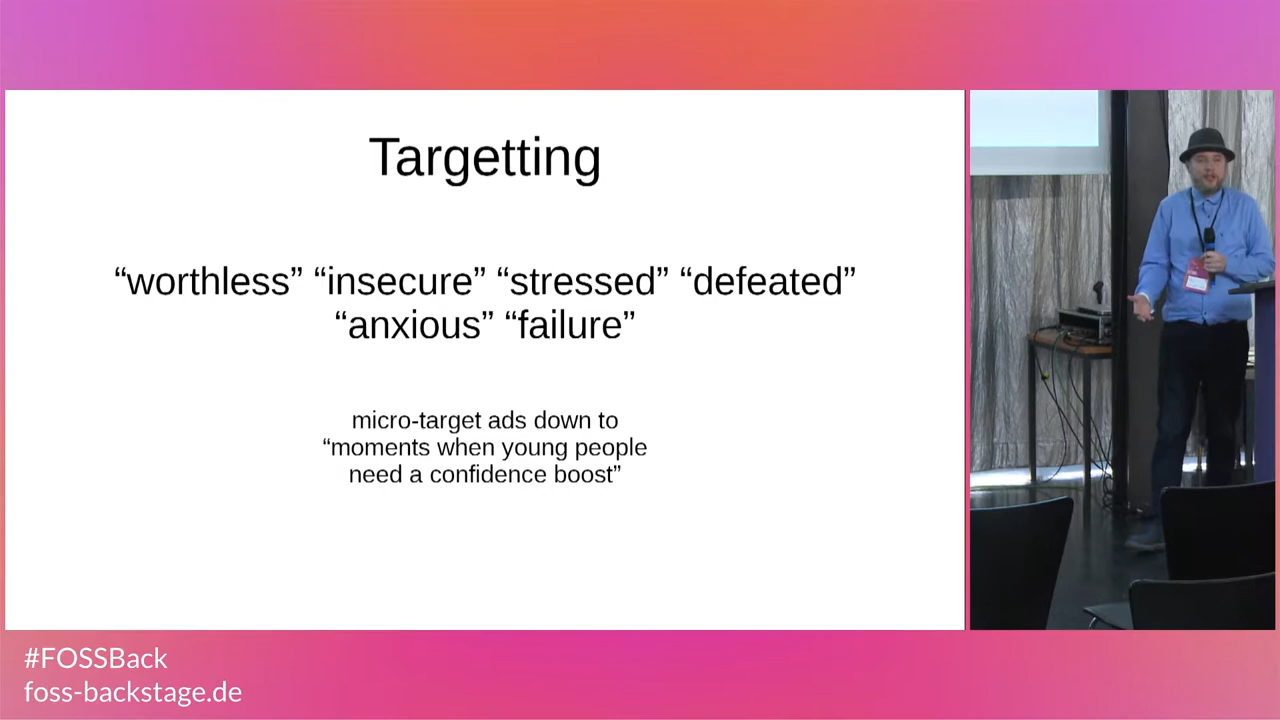 Targetting
“worthless” “insecure” “stressed” “defeated”
“anxious” “failure”
micro-target ads down to
“moments when young people
need a confidence boost”
#FOSSBack
foss-backstage.de